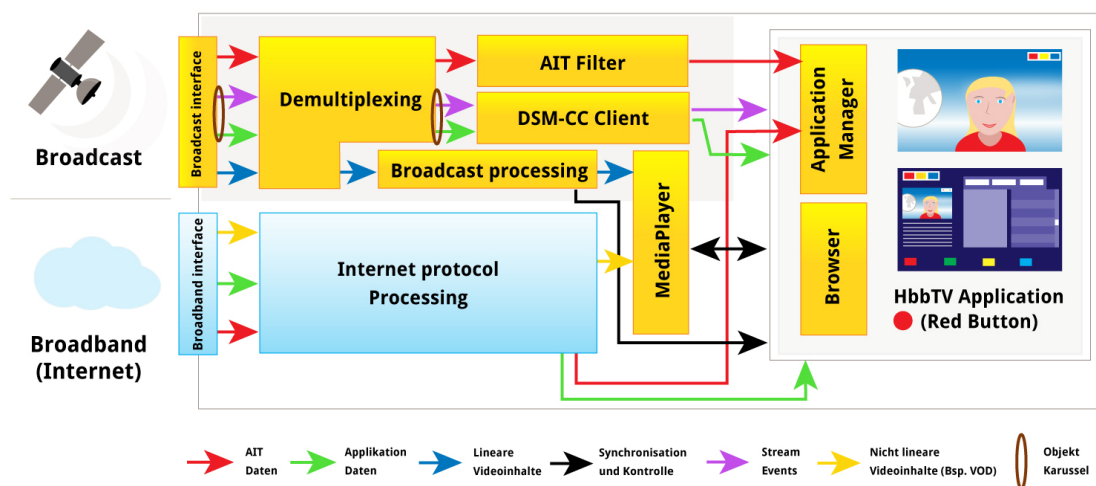 Broadcast
Broadband
(Internet)
Broadcast interface
Broadband interface
Demultiplexing
AIT Filter
DSM-CC Client
Broadcast processing
MediaPlayer
Internet protocol
Processing
Application
Manager
Browser
HbbTV Application
(Red Button)
AIT
Daten
Applikation
Daten
Lineare
Videoinhalte
Synchronisation
und Kontrolle
Stream
Events
Nicht lineare
Videoinhalte (Bsp. VOD)
Objekt
Karussel